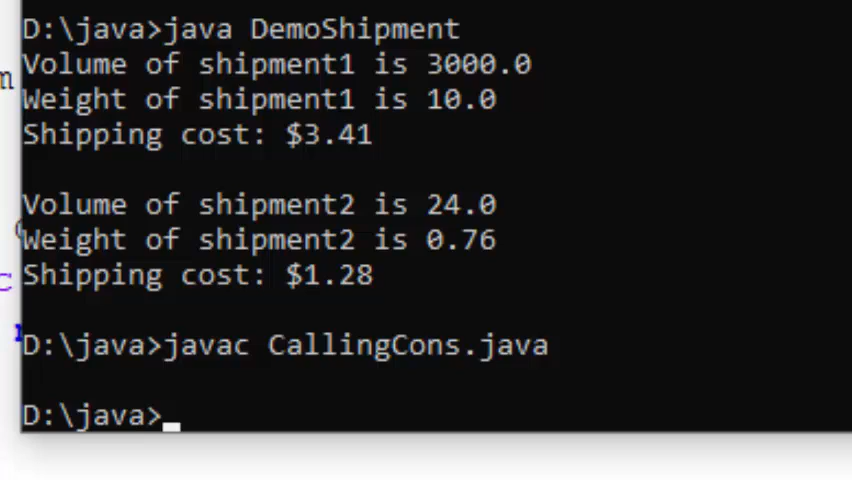 D:\java>java DemoShipment
Volume of shipment1 is 3000.0
m
Weight of shipment1 is 10.0
Shipping cost: $3.41
Volume of shipment2 is 24.0
Weight of shipment2 is 0.76
Shipping cost: $1.28
D:\java>javac CallingCons.java
D:\java>